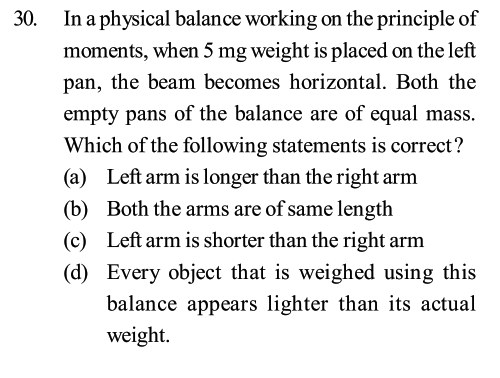 30. In a physical balance working on the principle of
moments, when 5 mg weight is placed on the left
pan, the beam becomes horizontal. Both the
empty pans of the balance are of equal mass.
Which of the following statements is correct?
(a) Left arm is longer than the right arm
(b) Both the arms are of same length
(c) Left arm is shorter than the right arm
(d) Every object that is weighed using this
balance appears lighter than its actual
weight.